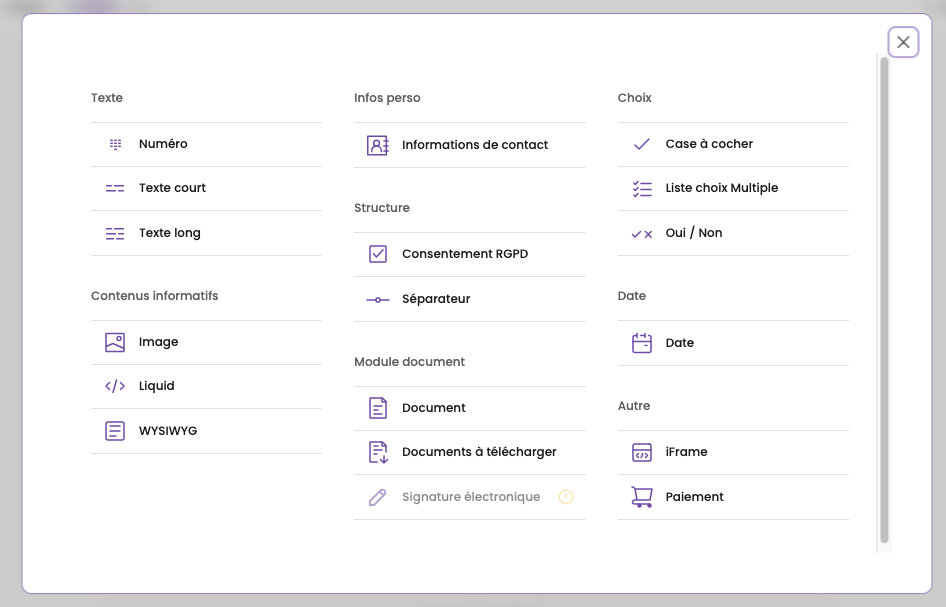 Texte
Numéro
Texte court
Texte long
Contenus informatifs
Image
Liquid
WYSIWYG
Infos perso
Informations de contact
Structure
Consentement RGPD
Séparateur
Module document
Document
Documents à télécharger
Signature électronique
Choix
Case à cocher
Liste choix Multiple
Oui / Non
Date
Date
Autre
iFrame
Paiement